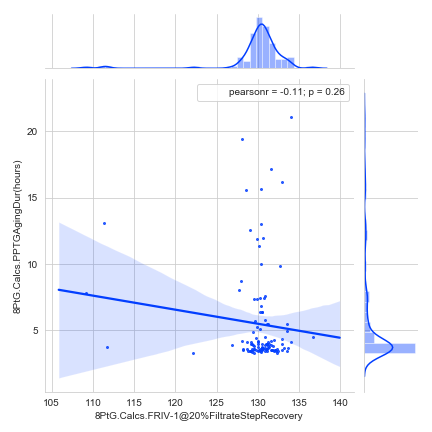 pearsonr = -0.11; p = 0.26
8PtG.Calcs.PPTGAgingDur(hours)
20
15
10
5
105 110 115 120 125 130 135 140
8PtG.Calcs.FRIV-1@20%FiltrateStepRecovery